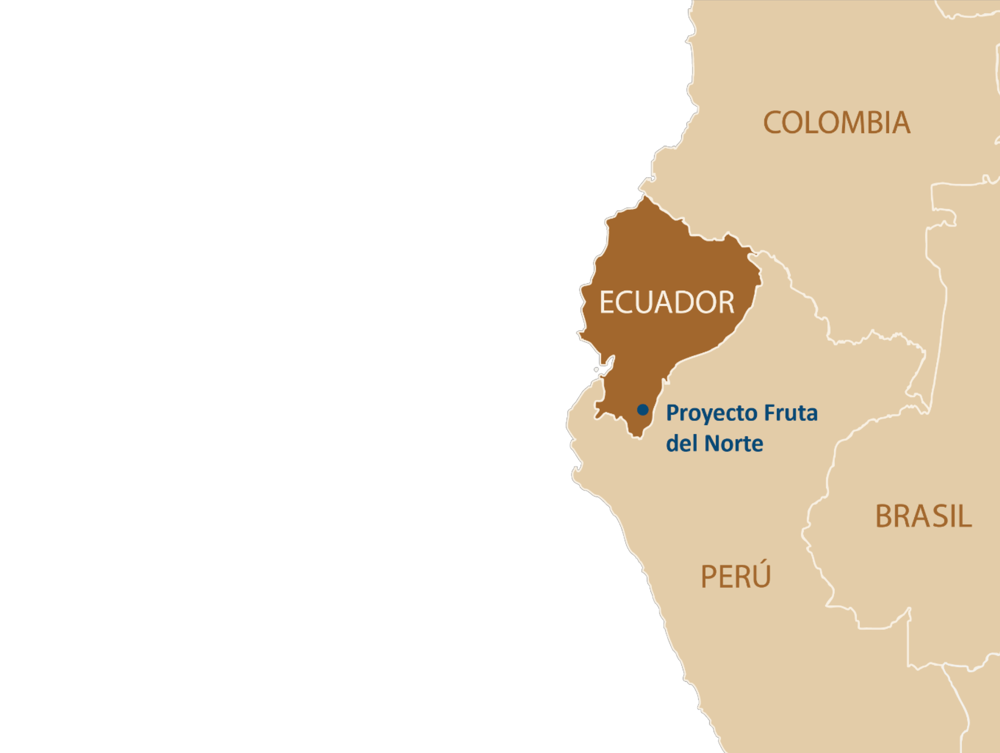 COLOMBIA
ECUADOR
Proyecto Fruta
del Norte
BRASIL
PERÚ